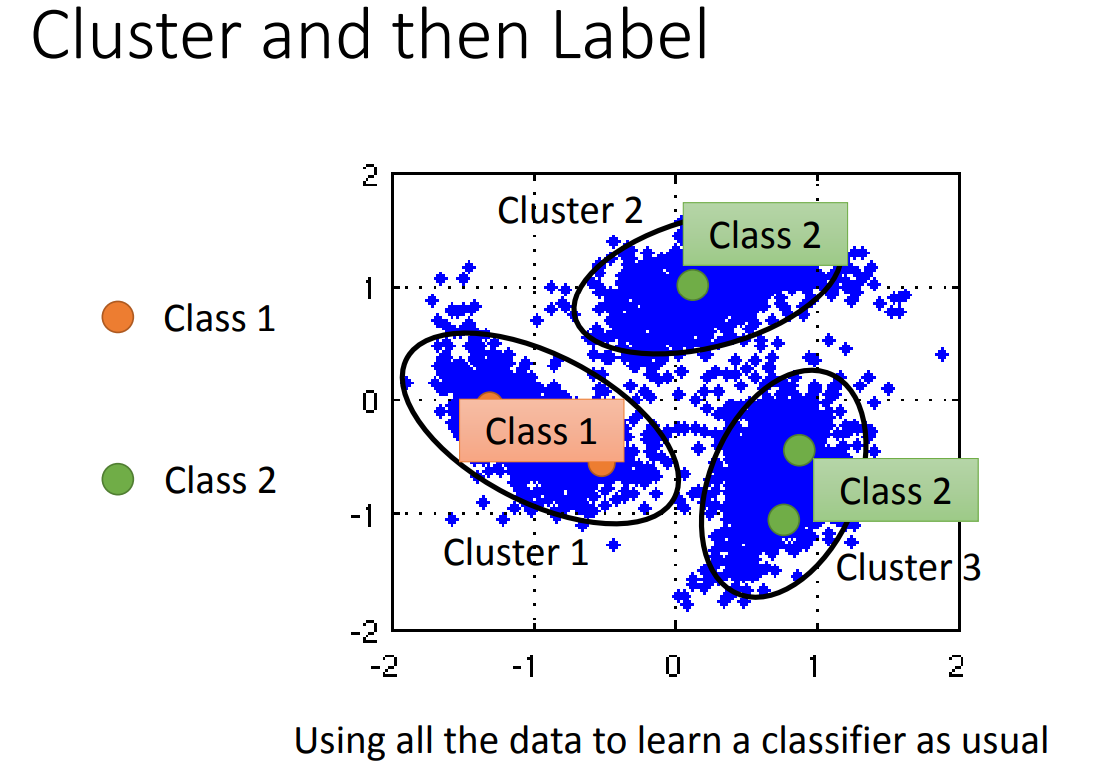 Cluster and then Label
2
Cluster 2
Class 2
1
Class 1
0
Class 1
Class 2
Class 2
-1
Cluster 1
Cluster 3
-2
-2
-1
0
1
2
Using all the data to learn a classifier as usual